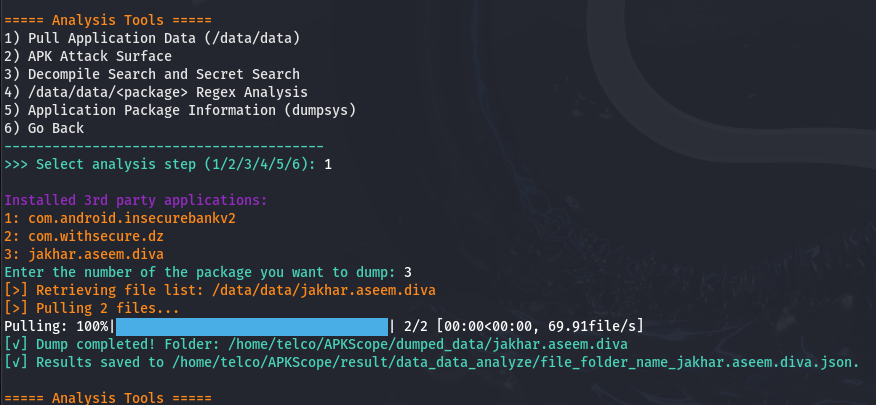 ===== Analysis Tools =====
1) Pull Application Data (/data/data)
2) APK Attack Surface
3) Decompile Search and Secret Search
4) /data/data/<package> Regex Analysis
5) Application Package Information (dumpsys)
6) Go Back
----------------------------------------
>>> Select analysis step (1/2/3/4/5/6): 1
Installed 3rd party applications:
1: com.android.insecurebankv2
2: com.withsecure.dz
3: jakhar.aseem.diva
Enter the number of the package you want to dump: 3
[>] Retrieving file list: /data/data/jakhar.aseem.diva
[>] Pulling 2 files...
Pulling: 100%|██████████████████████████████████| 2/2 [00:00<00:00, 69.91file/s]
[√] Dump completed! Folder: /home/telco/APKScope/dumped_data/jakhar.aseem.diva
[√] Results saved to /home/telco/APKScope/result/data_data_analyze/file_folder_name_jakhar.aseem.diva.json.
===== Analysis Tools =====